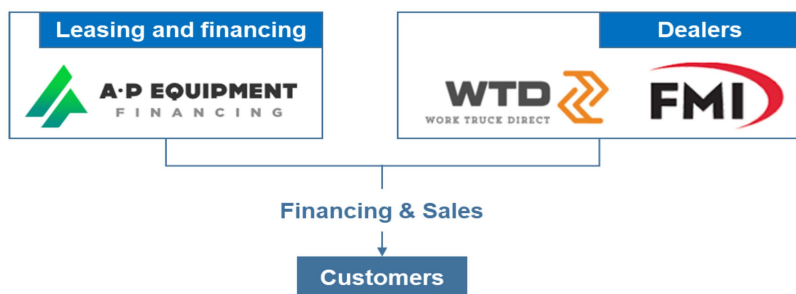 Leasing and financing
A·P EQUIPMENT
FINANCING
Dealers
WTD
WORK TRUCK DIRECT
FMI
Financing & Sales
Customers